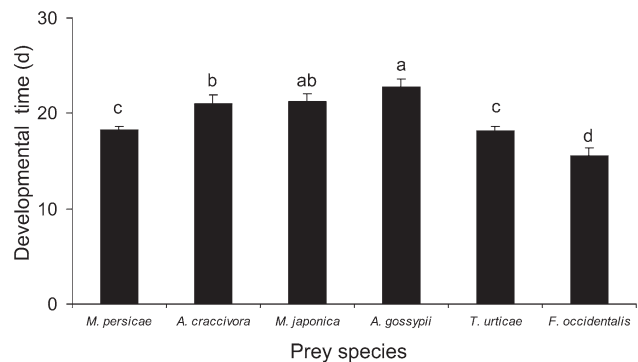 30
20
10
0
Developmental time (d)
c
b
ab
a
c
d
M. persicae
A. craccivora
M. japonica
A. gossypii
T. urticae
F. occidentalis
Prey species